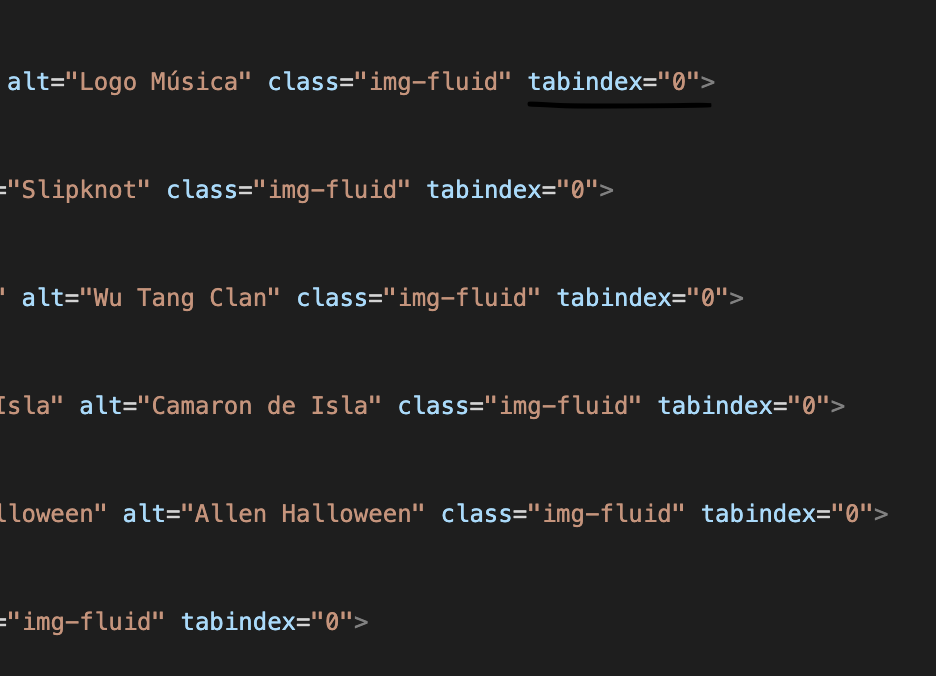 alt="Logo Música" class="img-fluid" tabindex="0">
="Slipknot" class="img-fluid" tabindex="0">
" alt="Wu Tang Clan" class="img-fluid" tabindex="0">
Isla" alt="Camaron de Isla" class="img-fluid" tabindex="0">
lloween" alt="Allen Halloween" class="img-fluid" tabindex="0">
="img-fluid" tabindex="0">